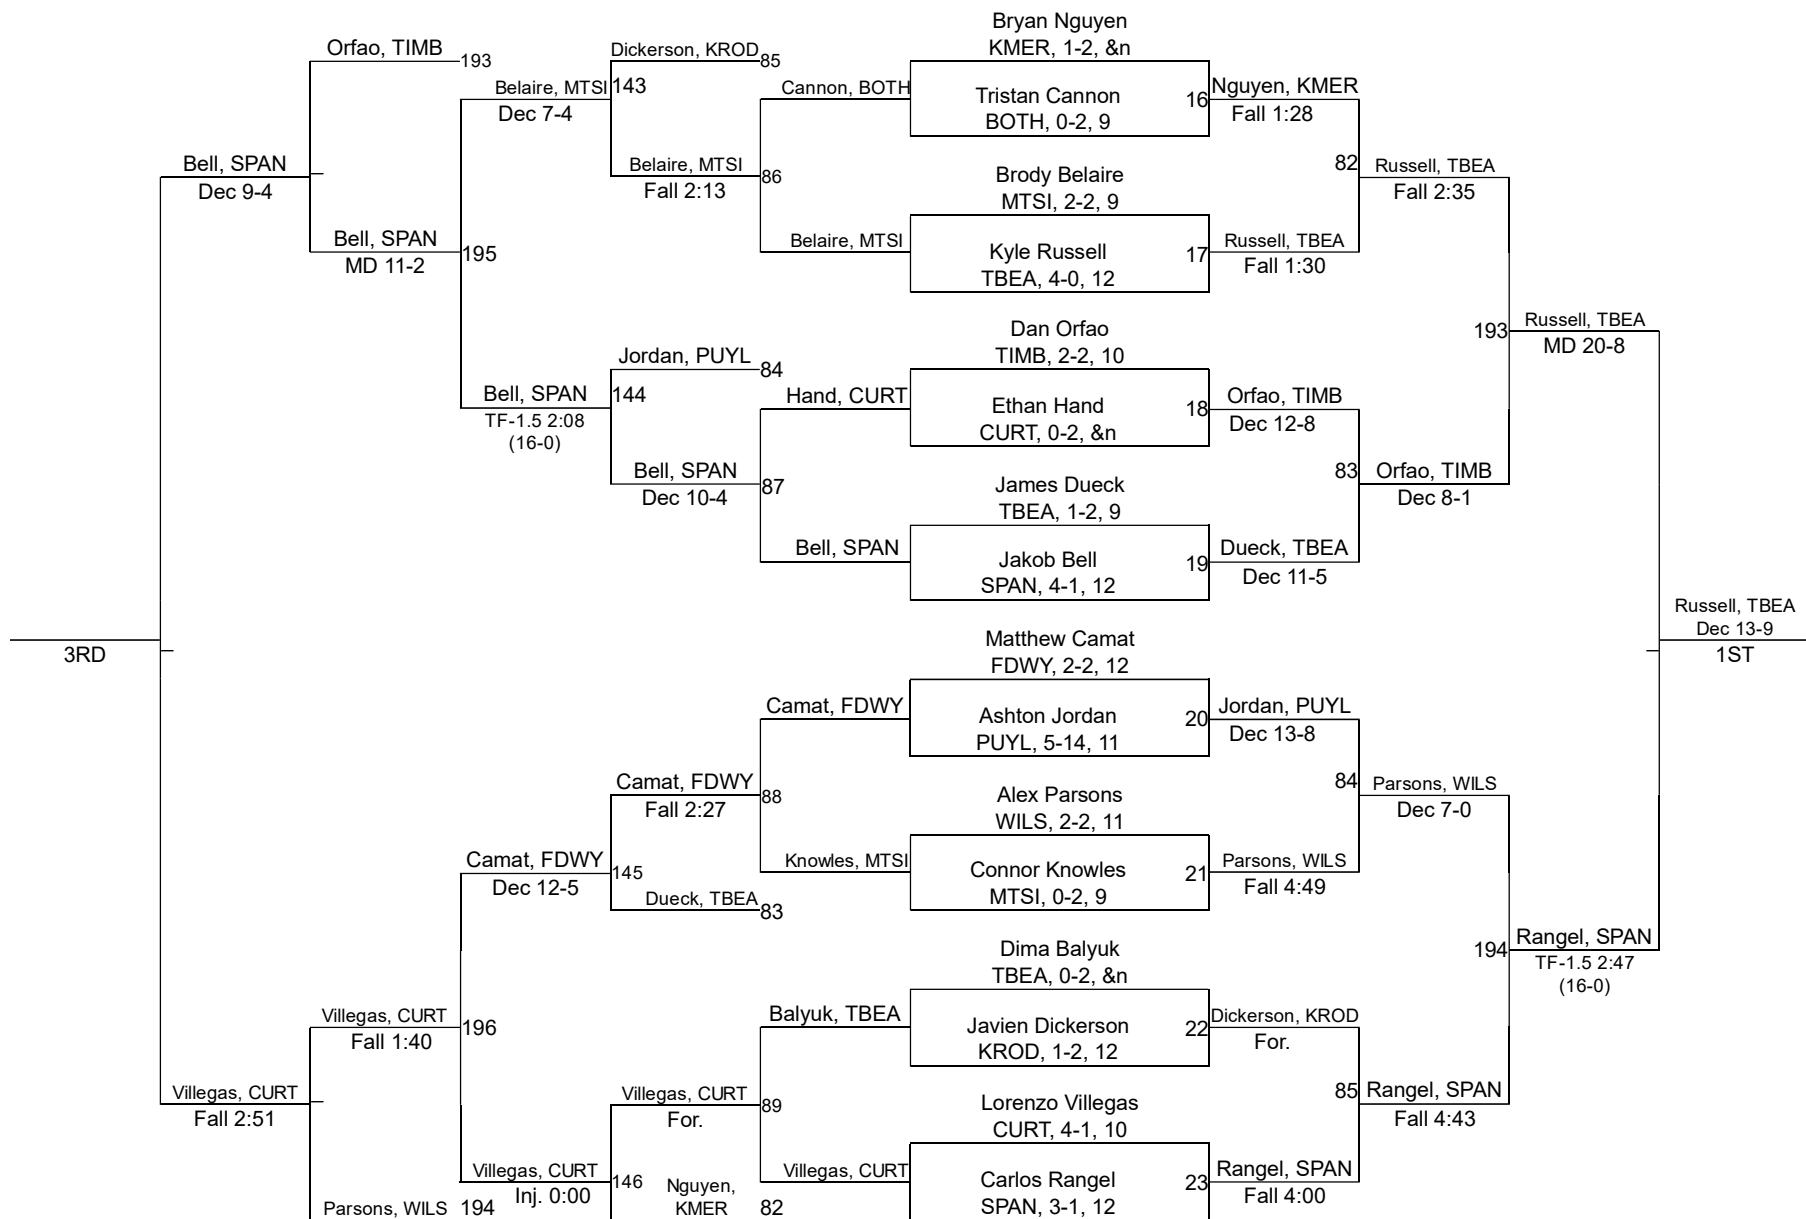 Bryan Nguyen
KMER, 1-2, &n
Orfao, TIMB
193
Dickerson, KROD
85
Belaire, MTSI
143
Dec 7-4
Cannon, BOTH
Tristan Cannon
BOTH, 0-2, 9
16
Nguyen, KMER
Fall 1:28
Bell, SPAN
Dec 9-4
Belaire, MTSI
Fall 2:13
86
Brody Belaire
MTSI, 2-2, 9
82
Russell, TBEA
Fall 2:35
Bell, SPAN
MD 11-2
195
Belaire, MTSI
Kyle Russell
TBEA, 4-0, 12
17
Russell, TBEA
Fall 1:30
Dan Orfao
TIMB, 2-2, 10
193
Russell, TBEA
MD 20-8
Jordan, PUYL
84
Bell, SPAN
144
TF-1.5 2:08
(16-0)
Hand, CURT
Ethan Hand
CURT, 0-2, &n
18
Orfao, TIMB
Dec 12-8
Bell, SPAN
Dec 10-4
87
James Dueck
TBEA, 1-2, 9
83
Orfao, TIMB
Dec 8-1
Bell, SPAN
Jakob Bell
SPAN, 4-1, 12
19
Dueck, TBEA
Dec 11-5
3RD
Matthew Camat
FDWY, 2-2, 12
Russell, TBEA
Dec 13-9
1ST
Camat, FDWY
Ashton Jordan
PUYL, 5-14, 11
20
Jordan, PUYL
Dec 13-8
Camat, FDWY
Fall 2:27
88
Alex Parsons
WILS, 2-2, 11
84
Parsons, WILS
Dec 7-0
Camat, FDWY
Dec 12-5
145
Knowles, MTSI
Connor Knowles
MTSI, 0-2, 9
21
Parsons, WILS
Fall 4:49
Dueck, TBEA
83
Dima Balyuk
TBEA, 0-2, &n
194
Rangel, SPAN
TF-1.5 2:47
(16-0)
Villegas, CURT
Fall 1:40
196
Balyuk, TBEA
Javien Dickerson
KROD, 1-2, 12
22
Dickerson, KROD
For.
Villegas, CURT
Fall 2:51
Villegas, CURT
For.
89
Lorenzo Villegas
CURT, 4-1, 10
85
Rangel, SPAN
Fall 4:43
Villegas, CURT
Inj. 0:00
146
Nguyen,
KMER
82
Villegas, CURT
Carlos Rangel
SPAN, 3-1, 12
23
Rangel, SPAN
Fall 4:00
Parsons, WILS
194